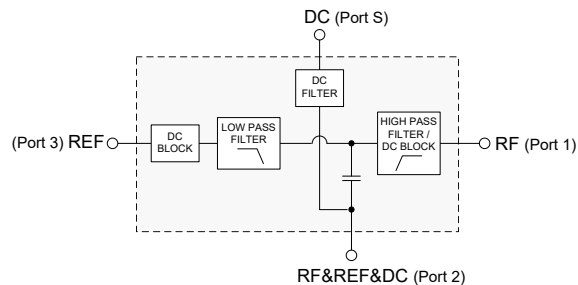 DC (Port S)
DC
FILTER
LOW PASS
FILTER
HIGH PASS
FILTER /
DC BLOCK
DC
BLOCK
(Port 3) REF
RF (Port 1)
RF&REF&DC (Port 2)